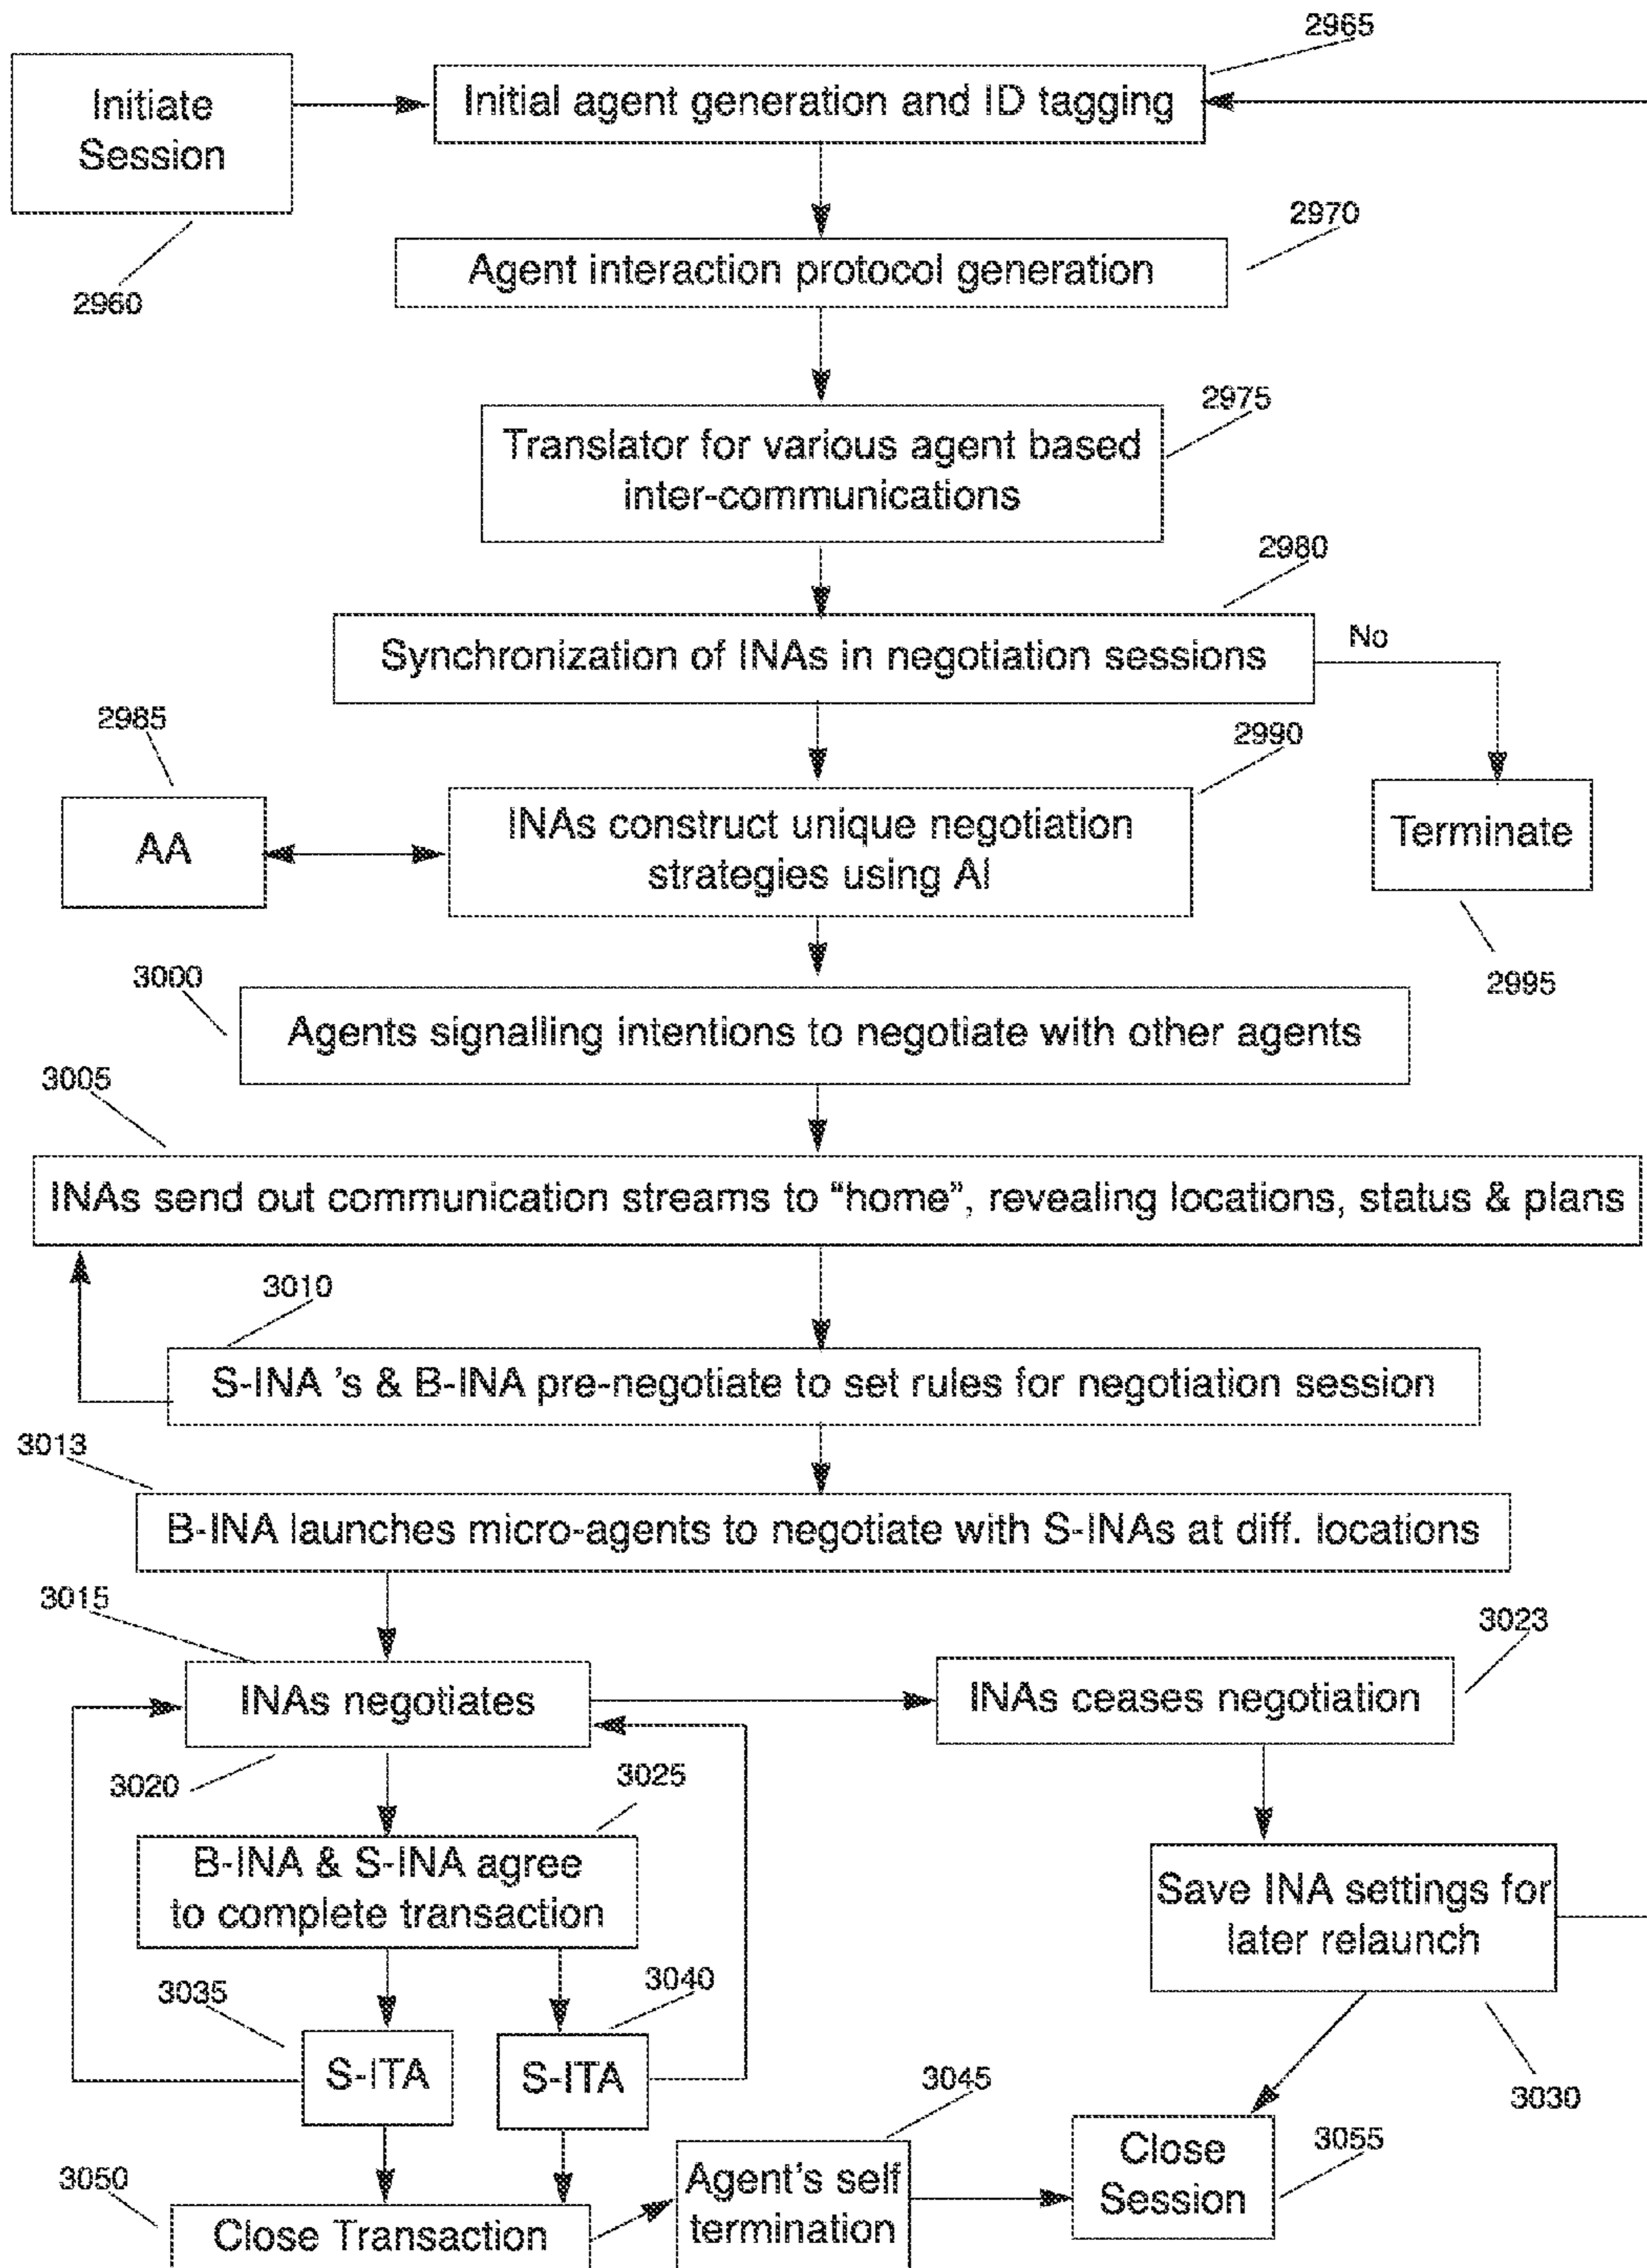 2965
Initiate
Session
Initial agent generation and ID tagging
2960
2970
Agent interaction protocol generation
2975
Translator for various agent based
inter-communications
2980
Synchronization of INAs in negotiation sessions
No
2985
2990
AA
INAs construct unique negotiation
strategies using AI
Terminate
2995
3000
Agents signalling intentions to negotiate with other agents
3005
INAs send out communication streams to “home”, revealing locations, status & plans
3010
S-INA 's & B-INA pre-negotiate to set rules for negotiation session
3013
B-INA launches micro-agents to negotiate with S-INAs at diff. locations
3015
3023
INAs negotiates
INAs ceases negotiation
3020
3025
B-INA & S-INA agree
to complete transaction
Save INA settings for
later relaunch
3035
3040
S-ITA
S-ITA
3045
3030
3050
Close Transaction
Agent's self
termination
Close
Session
3055